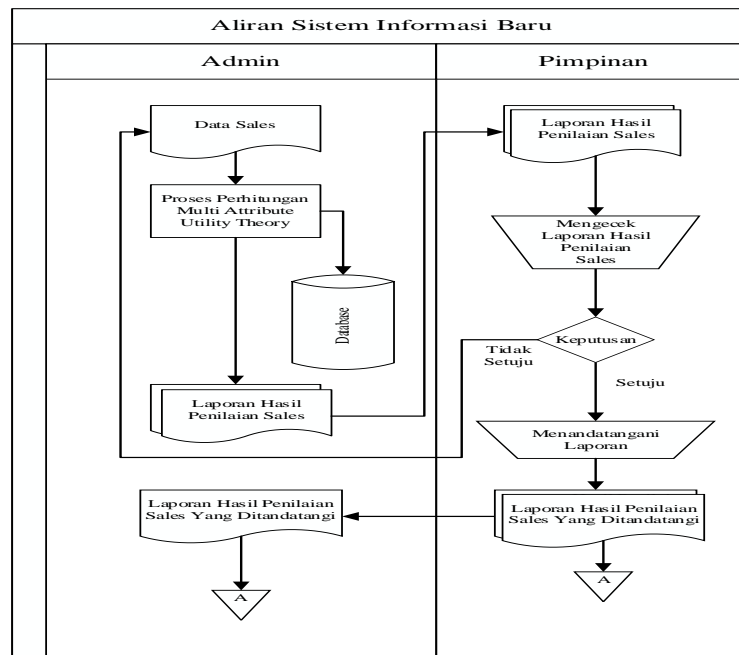 Aliran Sistem Informasi Baru
Admin
Pimpinan
Data Sales
Proses Perhitungan
Multi Attribute
Utility Theory
Database
Laporan Hasil
Penilaian Sales
Laporan Hasil Penilaian
Sales Yang Ditandatangi
A
Laporan Hasil
Penilaian Sales
Mengecek
Laporan Hasil
Penilaian
Sales
Keputusan
Tidak
Setuju
Setuju
Menandatangani
Laporan
Laporan Hasil Penilaian
Sales Yang Ditandatangi
A